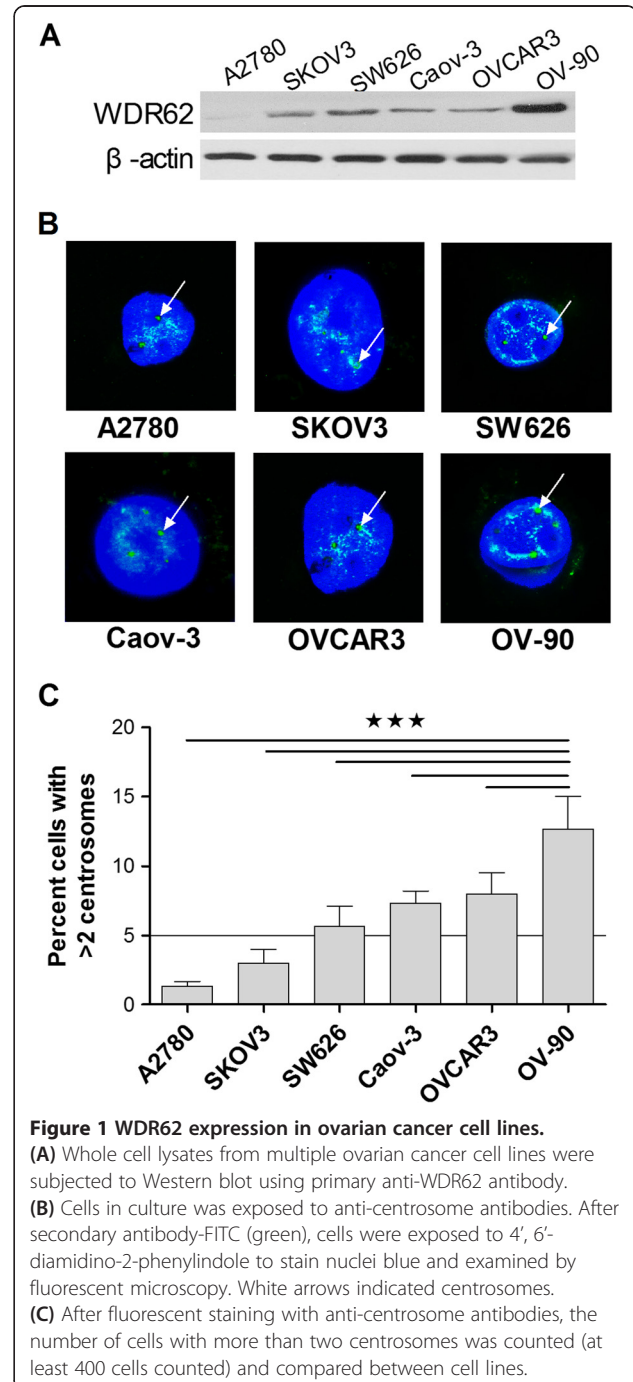 A
A2780 SKOV3 SW626 Caov-3 OVCAR3 OV-90
WDR62
β -actin
B
A2780 SKOV3 SW626
Caov-3 OVCAR3 OV-90
C
★★★
Percent cells with
>2 centrosomes
20
15
10
5
0
A2780 SKOV3 SW626 Caov-3 OVCAR3 OV-90
Figure 1 WDR62 expression in ovarian cancer cell lines.
(A) Whole cell lysates from multiple ovarian cancer cell lines were
subjected to Western blot using primary anti-WDR62 antibody.
(B) Cells in culture was exposed to anti-centrosome antibodies. After
secondary antibody-FITC (green), cells were exposed to 4’, 6’-
diamidino-2-phenylindole to stain nuclei blue and examined by
fluorescent microscopy. White arrows indicated centrosomes.
(C) After fluorescent staining with anti-centrosome antibodies, the
number of cells with more than two centrosomes was counted (at
least 400 cells counted) and compared between cell lines.